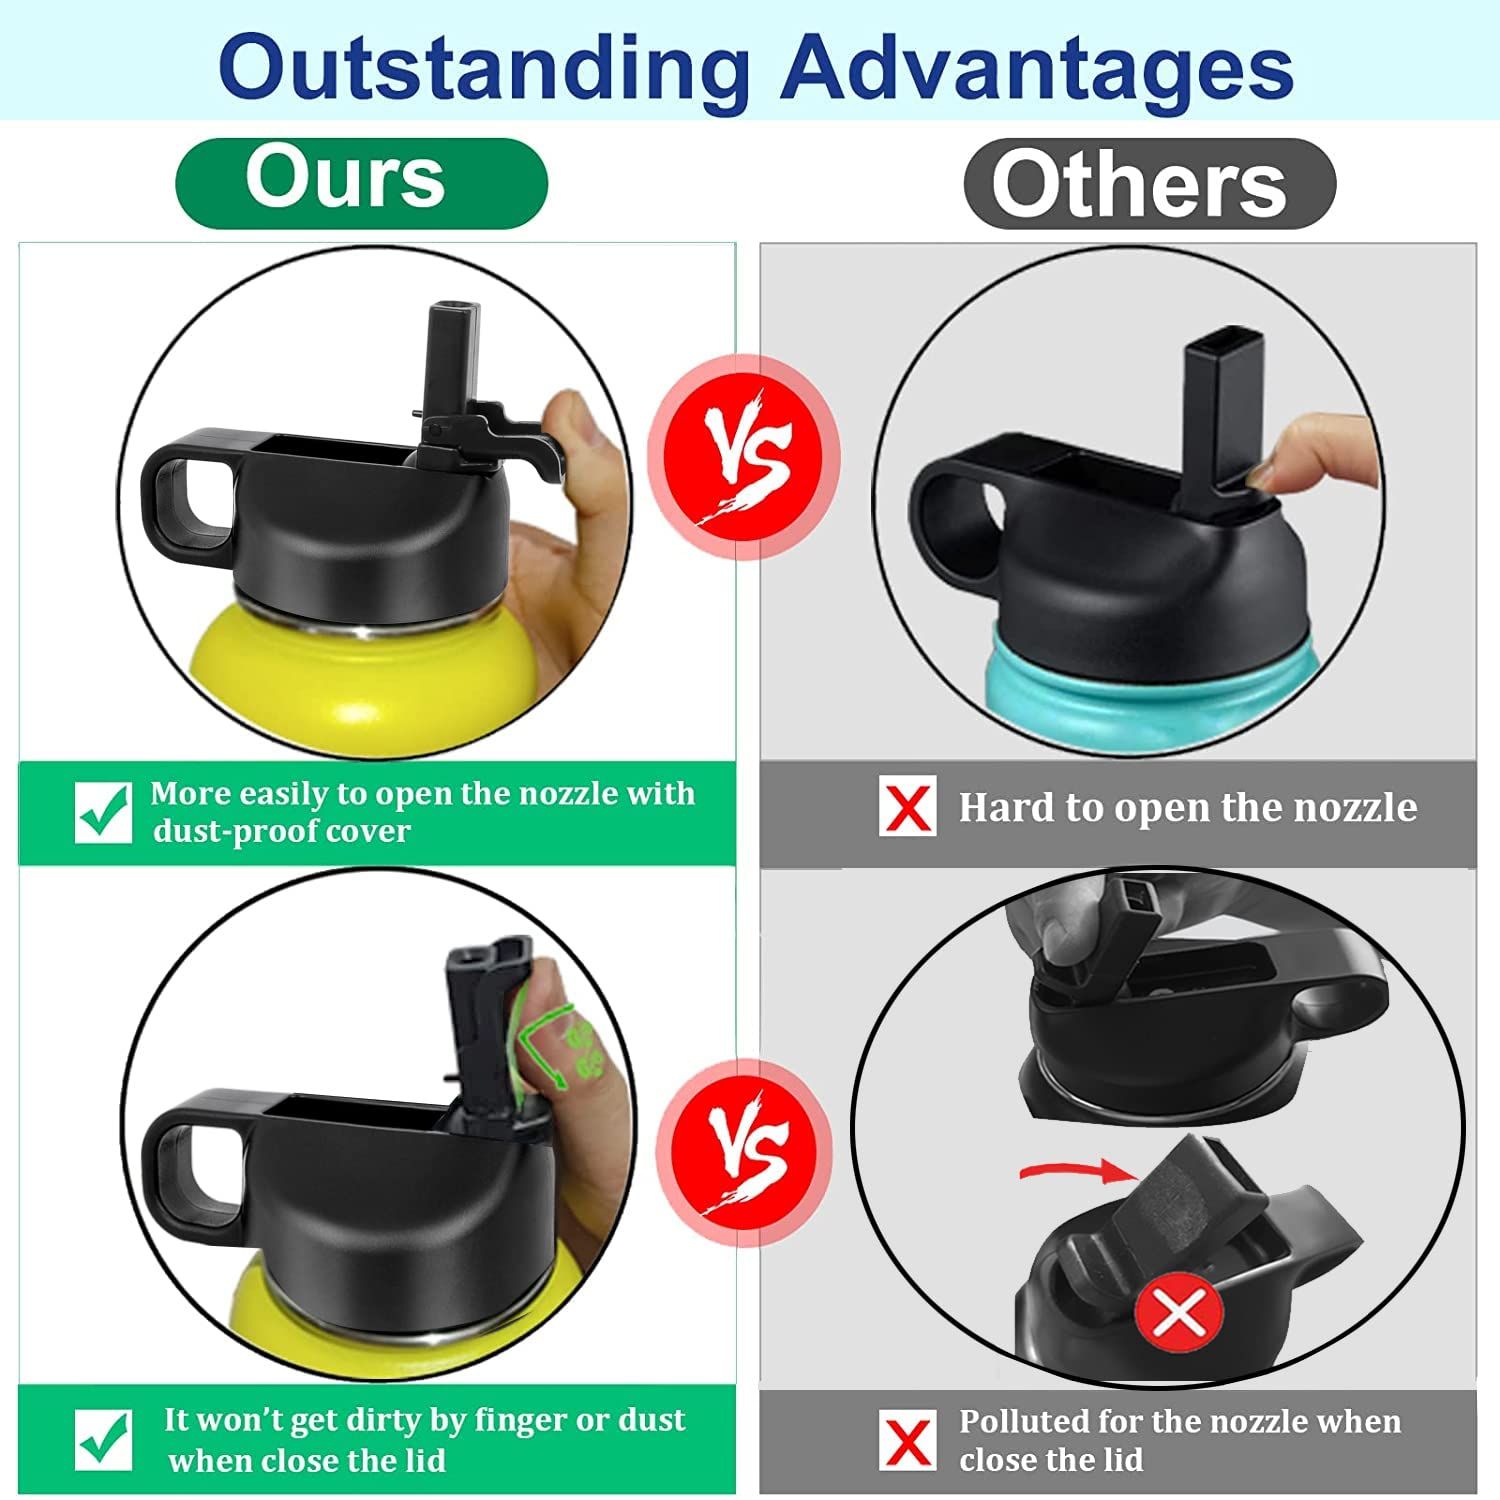 Outstanding Advantages
Ours
Others
VS
More easily to open the nozzle with
dust-proof cover
X Hard to open the nozzle
VS
It won't get dirty by finger or dust
when close the lid
X Polluted for the nozzle when
close the lid